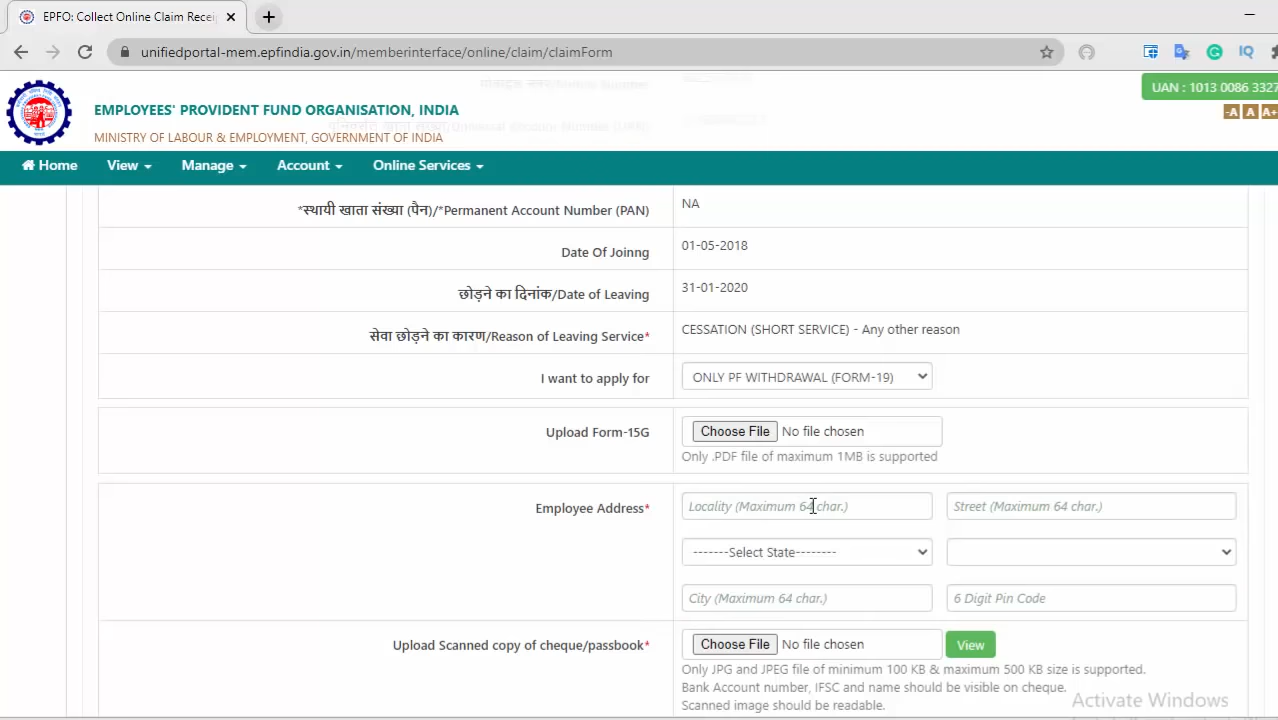 EPFO: Collect Online Claim Recei
unifiedportal-mem.epfindia.gov.in/memberinterface/online/claim/claimForm
IQ
EMPLOYEES' PROVIDENT FUND ORGANISATION, INDIA
MINISTRY OF LABOUR & EMPLOYMENT, GOVERNMENT OF INDIA
UAN : 1013 0086 3327
-A A A+
Home View Manage Account Online Services
*स्थायी खाता संख्या (पैन)/*Permanent Account Number (PAN) NA
Date Of Joinng 01-05-2018
छोड़ने का दिनांक/Date of Leaving 31-01-2020
सेवा छोड़ने का कारण/Reason of Leaving Service* CESSATION (SHORT SERVICE) - Any other reason
I want to apply for ONLY PF WITHDRAWAL (FORM-19)
Upload Form-15G Choose File No file chosen
Only .PDF file of maximum 1MB is supported
Employee Address* Locality (Maximum 64 char.) Street (Maximum 64 char.)
-------Select State--------
City (Maximum 64 char.) 6 Digit Pin Code
Upload Scanned copy of cheque/passbook* Choose File No file chosen View
Only JPG and JPEG file of minimum 100 KB & maximum 500 KB size is supported.
Bank Account number, IFSC and name should be visible on cheque.
Scanned image should be readable.
Activate Windows